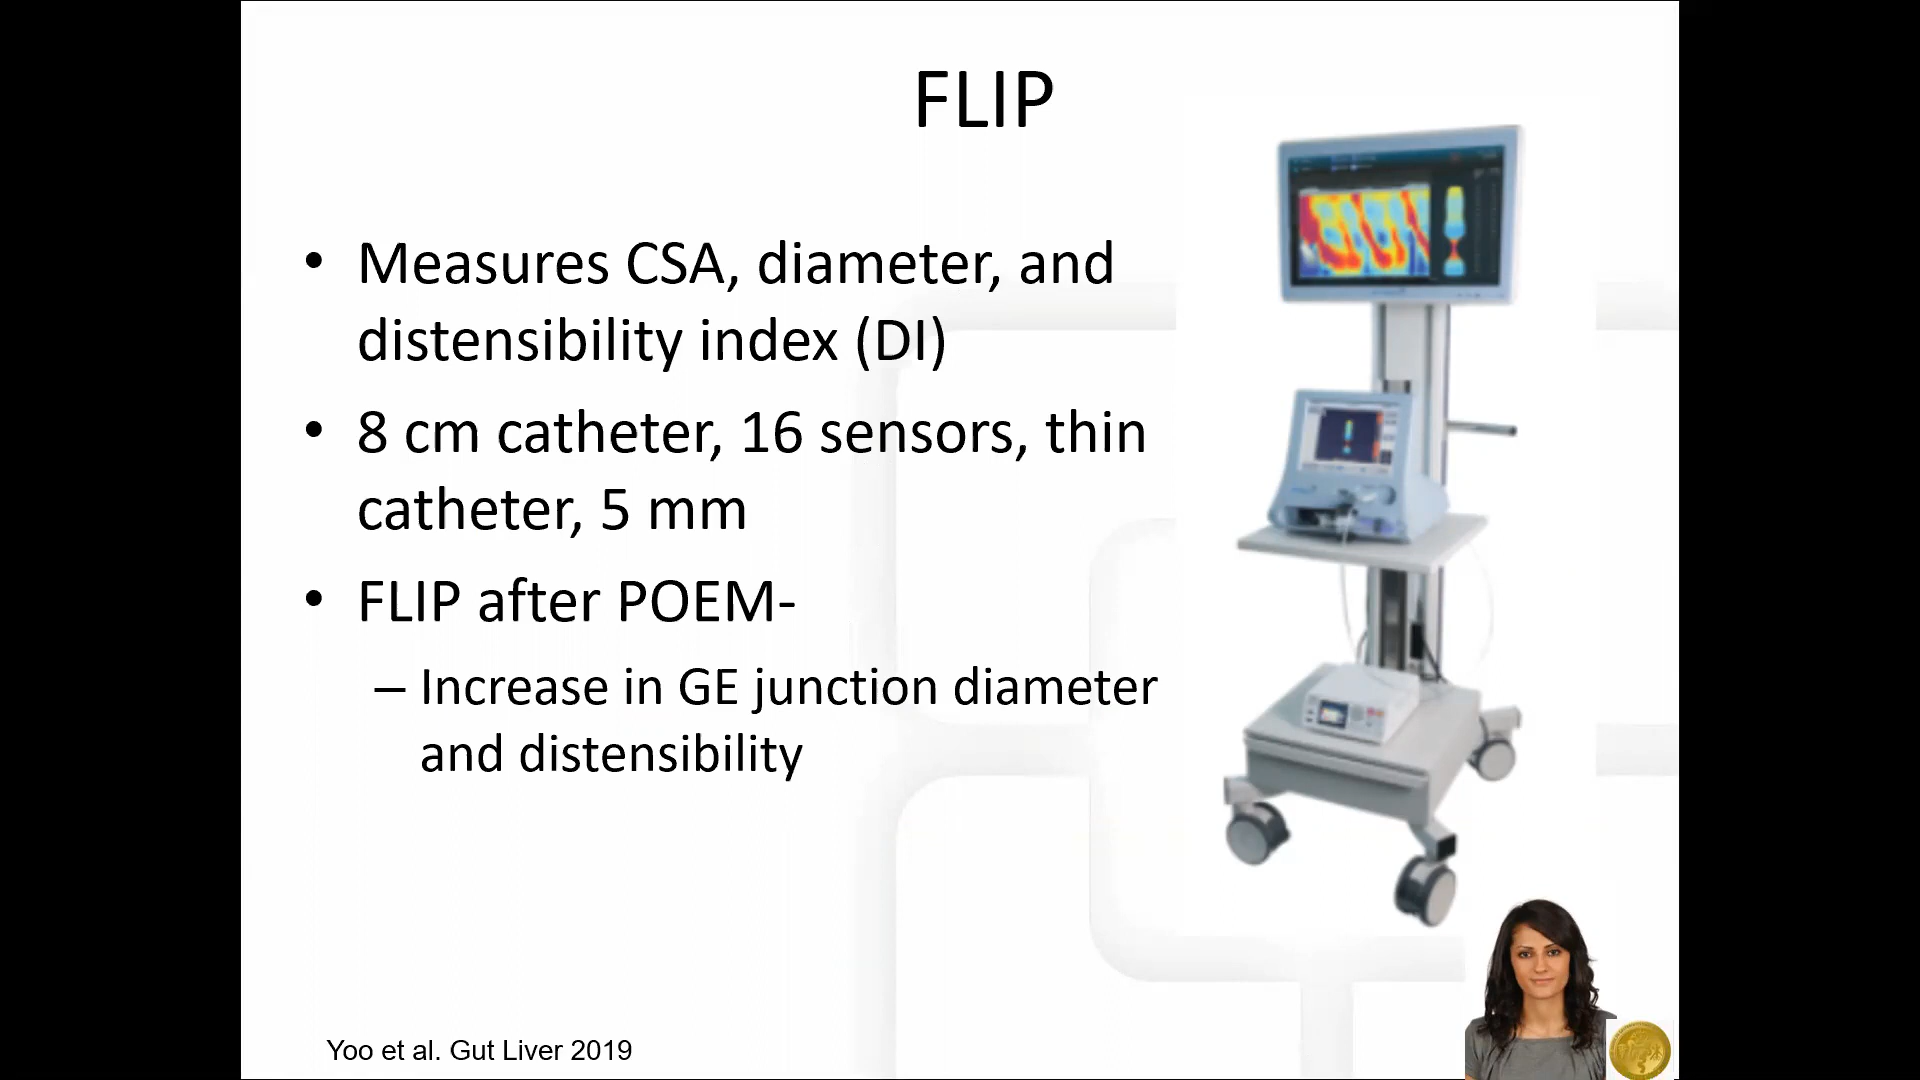 FLIP
• Measures CSA, diameter, and
distensibility index (DI)
• 8 cm catheter, 16 sensors, thin
catheter, 5 mm
• FLIP after POEM-
– Increase in GE junction diameter
and distensibility
Yoo et al. Gut Liver 2019